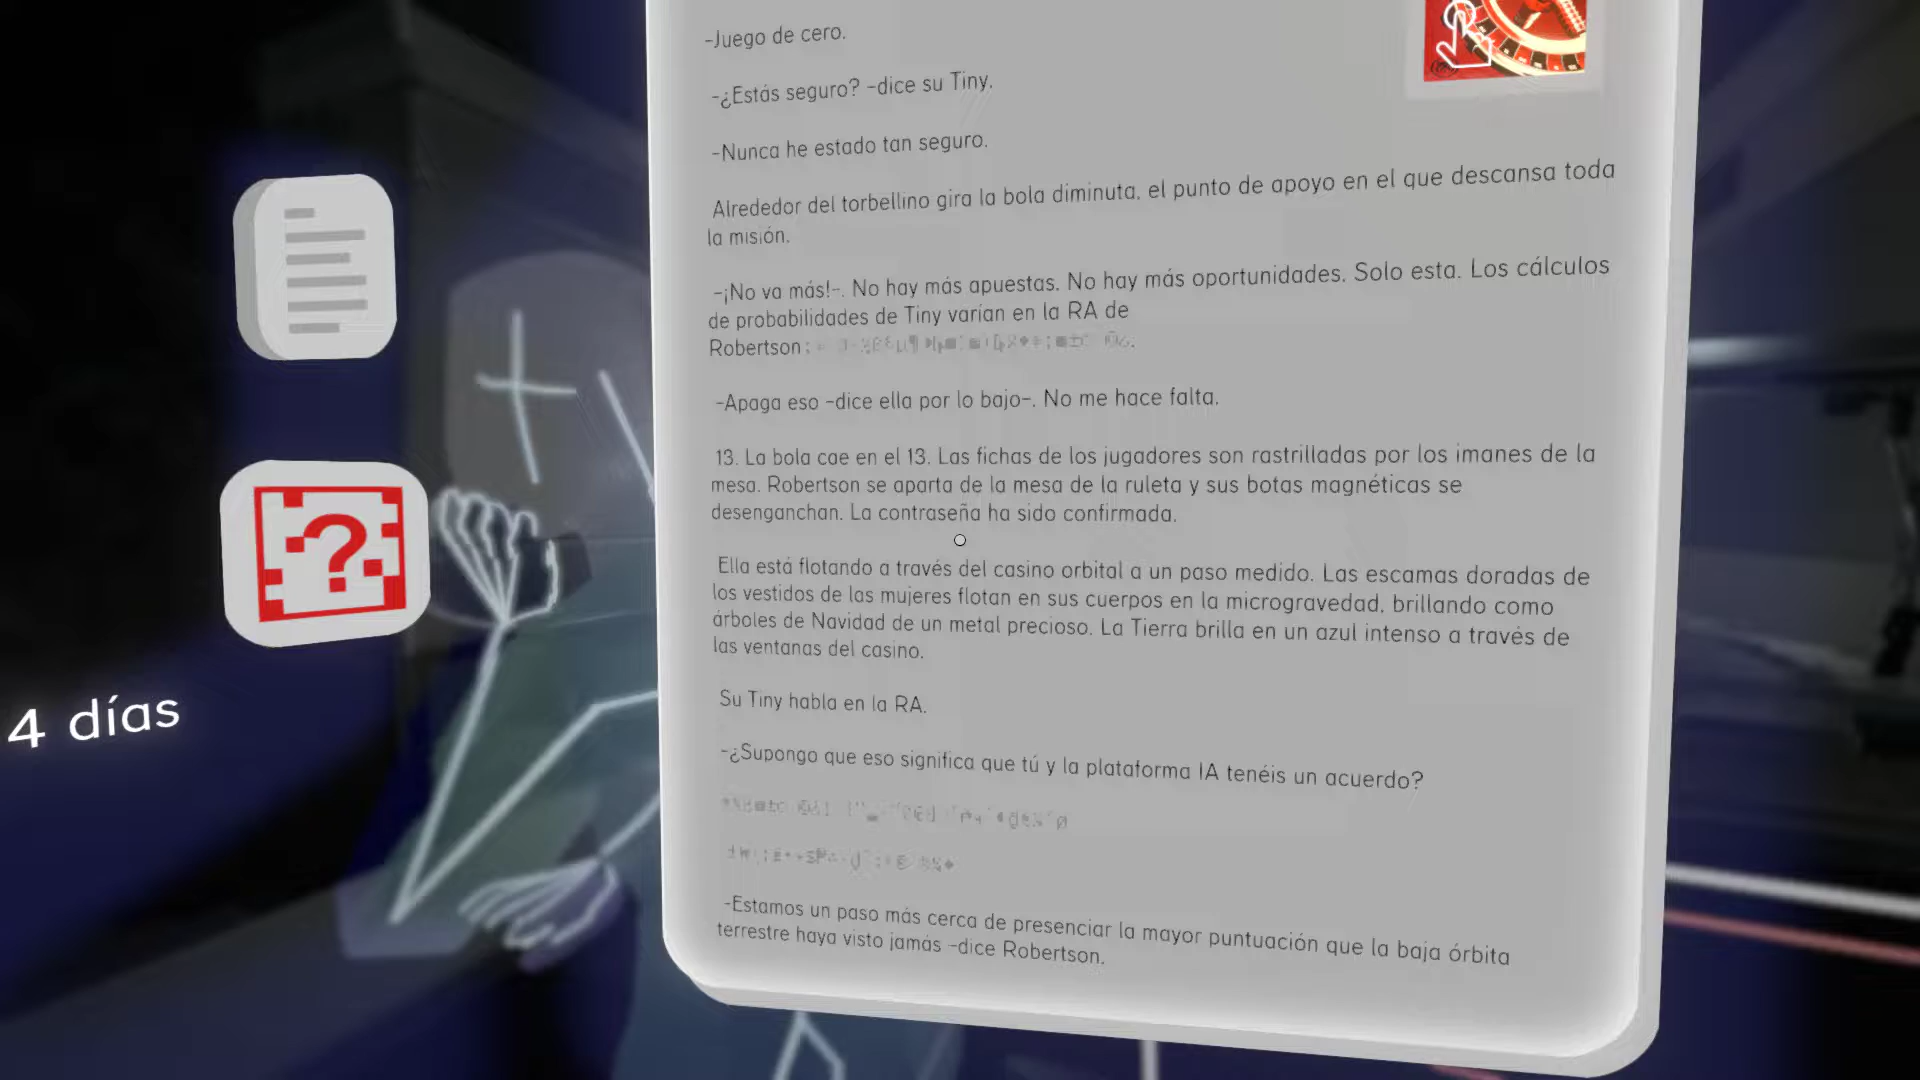 -Juego de cero.
-¿Estás seguro? -dice su Tiny.
-Nunca he estado tan seguro.
Alrededor del torbellino gira la bola diminuta, el punto de apoyo en el que descansa toda
la misión.
-¡No va más!-. No hay más apuestas. No hay más oportunidades. Solo esta. Los cálculos
de probabilidades de Tiny varían en la RA de
Robertson
-Apaga eso -dice ella por lo bajo-. No me hace falta.
13. La bola cae en el 13. Las fichas de los jugadores son rastrilladas por los imanes de la
mesa. Robertson se aparta de la mesa de la ruleta y sus botas magnéticas se
desenganchan. La contraseña ha sido confirmada.
Ella está flotando a través del casino orbital a un paso medido. Las escamas doradas de
los vestidos de las mujeres flotan en sus cuerpos en la microgravedad, brillando como
árboles de Navidad de un metal precioso. La Tierra brilla en un azul intenso a través de
las ventanas del casino.
Su Tiny habla en la RA.
-¿Supongo que eso significa que tú y la plataforma IA tenéis un acuerdo?
-Estamos un paso más cerca de presenciar la mayor puntuación que la baja órbita
terrestre haya visto jamás -dice Robertson.
?
4 días